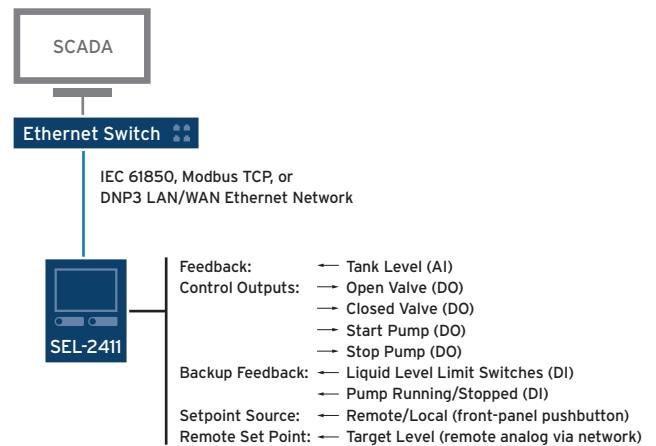 SCADA
Ethernet Switch
IEC 61850, Modbus TCP, or
DNP3 LAN/WAN Ethernet Network
SEL-2411
Feedback: ← Tank Level (AI)
Control Outputs: → Open Valve (DO)
→ Closed Valve (DO)
→ Start Pump (DO)
→ Stop Pump (DO)
Backup Feedback: ← Liquid Level Limit Switches (DI)
← Pump Running/Stopped (DI)
Setpoint Source: ← Remote/Local (front-panel pushbutton)
Remote Set Point: ← Target Level (remote analog via network)